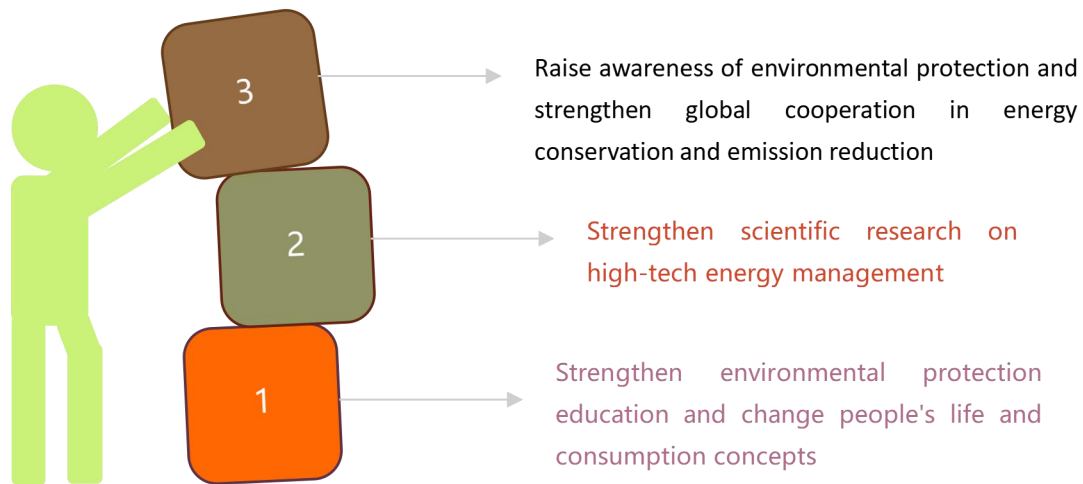 3
Raise awareness of environmental protection and
strengthen global cooperation in energy
conservation and emission reduction
2
Strengthen scientific research on
high-tech energy management
1
Strengthen environmental protection
education and change people's life and
consumption concepts